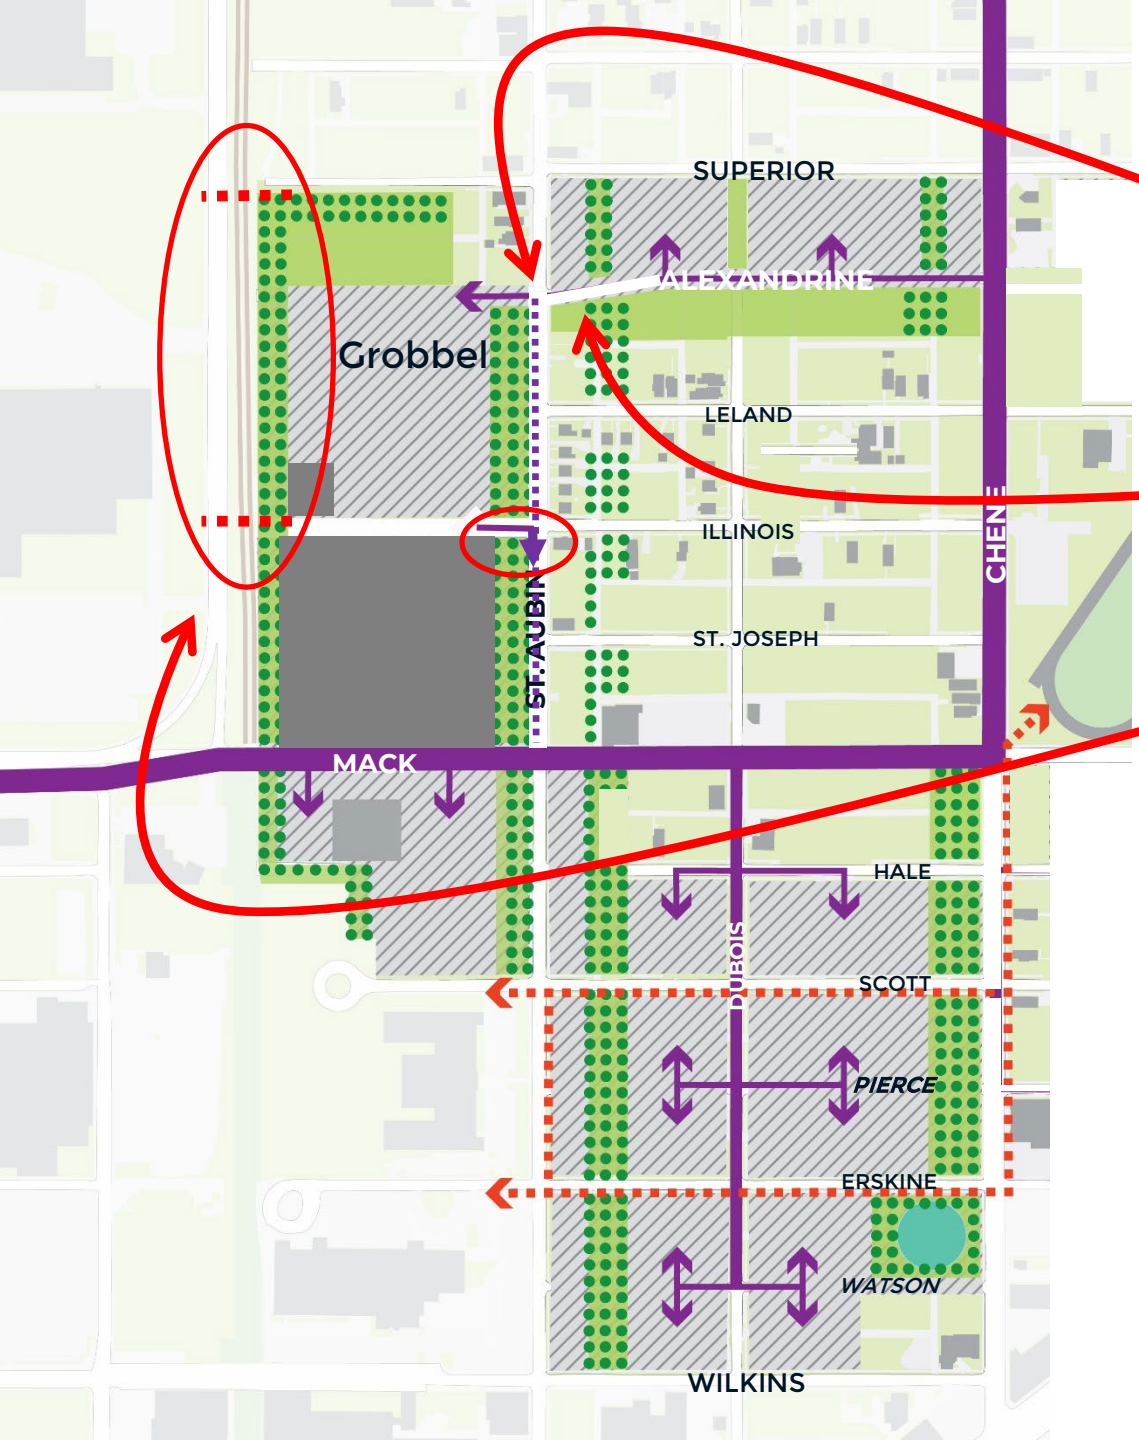 SUPERIOR
ALEXANDRINE
Grobbel
LELAND
CHENE
ILLINOIS
ST. AUBIN
ST. JOSEPH
MACK
HALE
DUBOIS
SCOTT
PIERCE
ERSKINE
WATSON
WILKINS